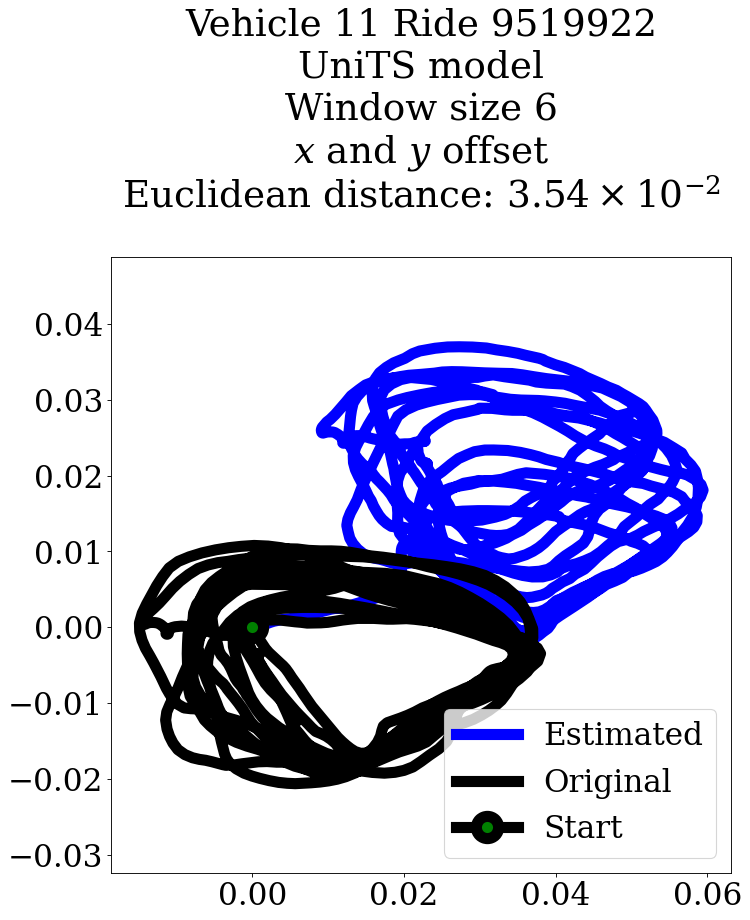 Vehicle 11 Ride 9519922
UniTS model
Window size 6
x and y offset
Euclidean distance: 3.54 × 10⁻²
0.04
0.03
0.02
0.01
0.00
−0.01
−0.02
−0.03
Estimated
Original
Start
0.00 0.02 0.04 0.06